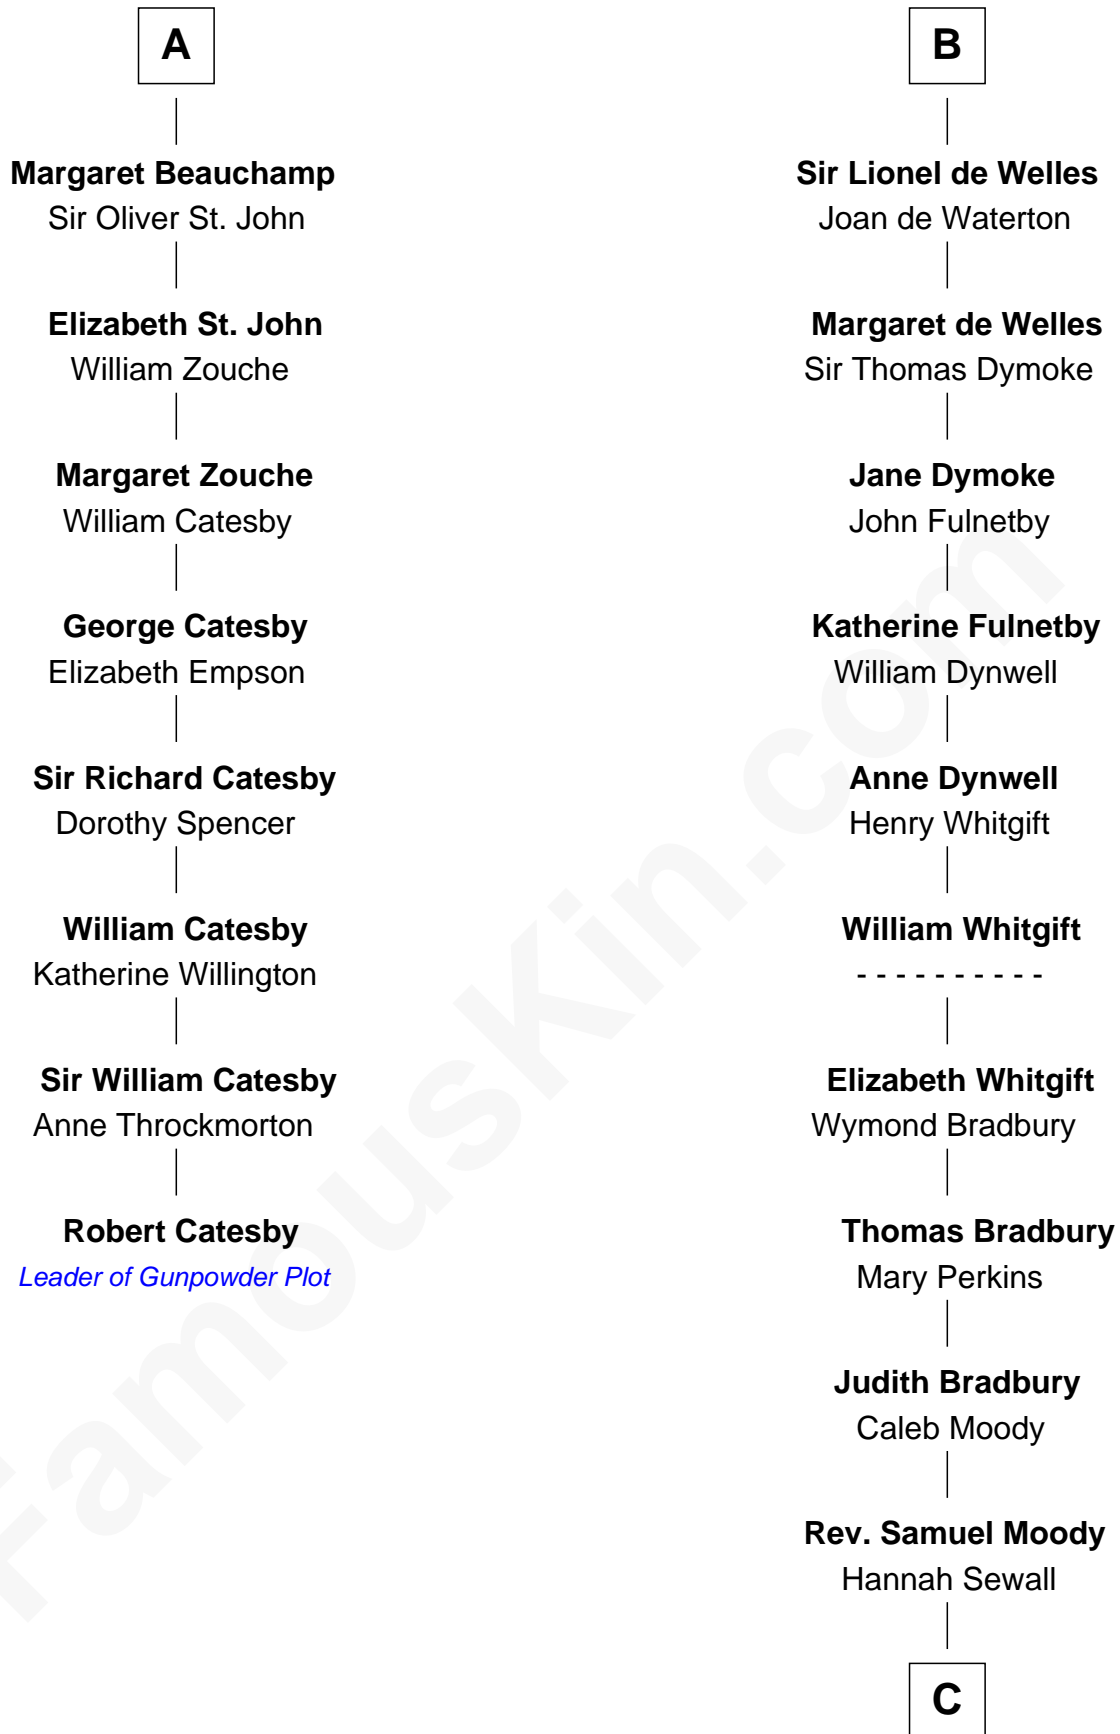 A
Margaret Beauchamp
Sir Oliver St. John
Elizabeth St. John
William Zouche
Margaret Zouche
William Catesby
George Catesby
Elizabeth Empson
Sir Richard Catesby
Dorothy Spencer
William Catesby
Katherine Willington
Sir William Catesby
Anne Throckmorton
Robert Catesby
Leader of Gunpowder Plot
B
Sir Lionel de Welles
Joan de Waterton
Margaret de Welles
Sir Thomas Dymoke
Jane Dymoke
John Fulnetby
Katherine Fulnetby
William Dynwell
Anne Dynwell
Henry Whitgift
William Whitgift
- - - - - - - - - -
Elizabeth Whitgift
Wymond Bradbury
Thomas Bradbury
Mary Perkins
Judith Bradbury
Caleb Moody
Rev. Samuel Moody
Hannah Sewall
C
FamousKin.com